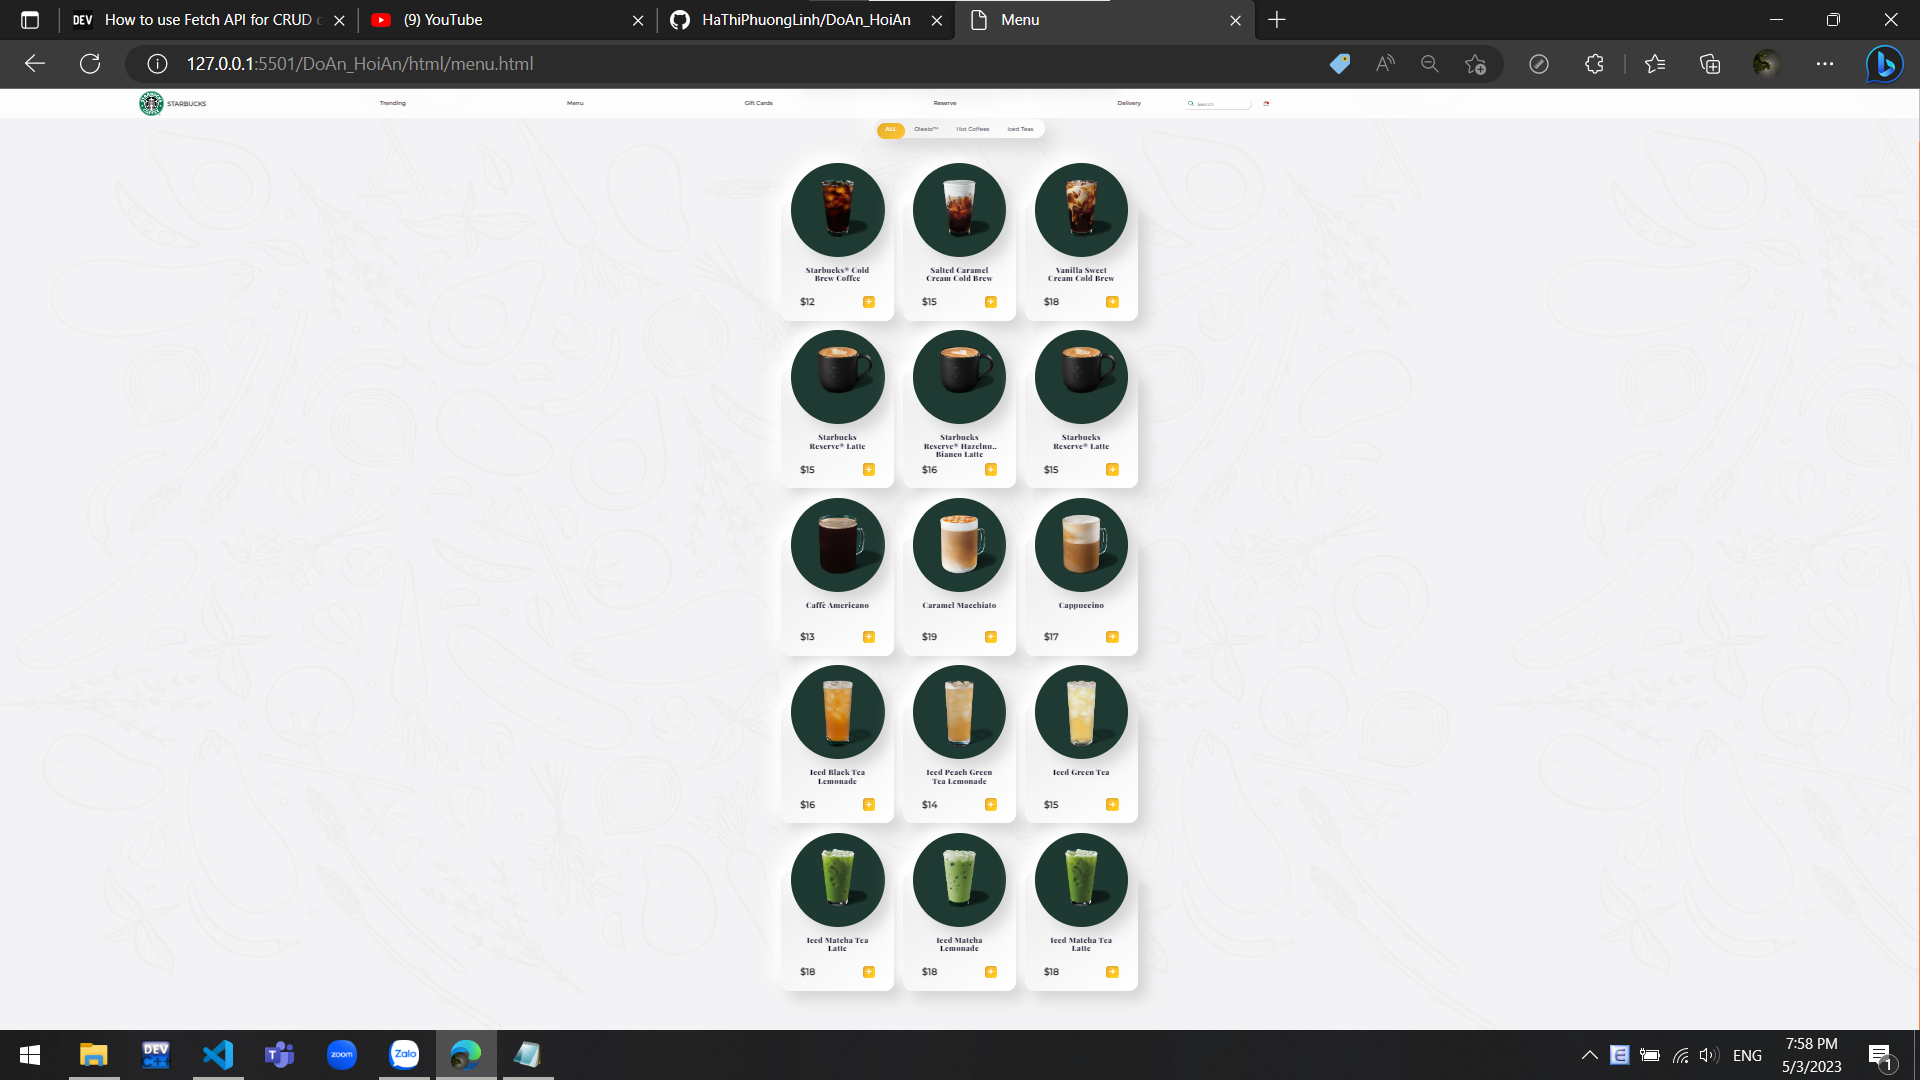 DEV How to use Fetch API for CRUD
(9) YouTube
HaThiPhuongLinh/DoAn_HoiAn
Menu
127.0.0.1:5501/DoAn_HoiAn/html/menu.html
STARBUCKS
Trending
Menu
Gift Cards
Reserve
Delivery
Search
ALL
Oleato™
Hot Coffees
Iced Teas
Starbucks® Cold
Brew Coffee
$12
Salted Caramel
Cream Cold Brew
$15
Vanilla Sweet
Cream Cold Brew
$18
Starbucks
Reserve® Latte
$15
Starbucks
Reserve® Hazelnu..
Bianco Latte
$16
Starbucks
Reserve® Latte
$15
Caffè Americano
$13
Caramel Macchiato
$19
Cappuccino
$17
Iced Black Tea
Lemonade
$16
Iced Peach Green
Tea Lemonade
$14
Iced Green Tea
$15
Iced Matcha Tea
Latte
$18
Iced Matcha
Lemonade
$18
Iced Matcha Tea
Latte
$18
DEV
C++
zoom
Zalo
ENG
7:58 PM
5/3/2023
1